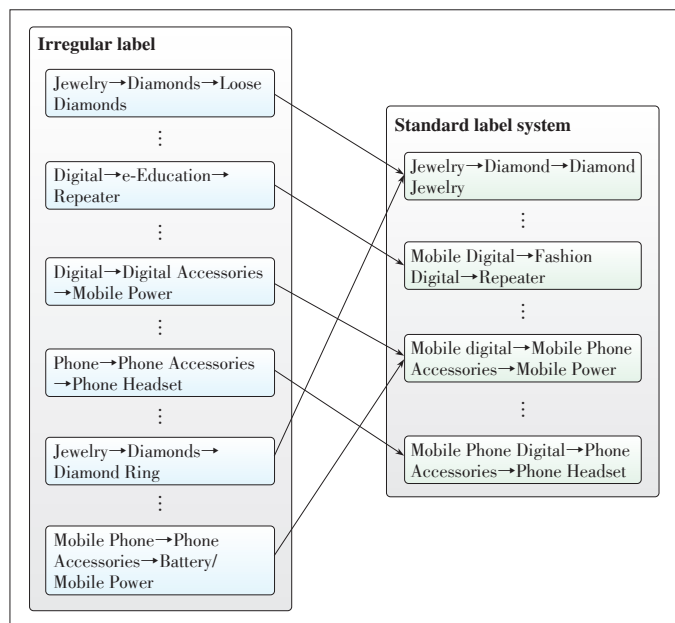 Irregular label
Jewelry→Diamonds→Loose
Diamonds
⋮
Digital→e-Education→
Repeater
⋮
Digital→Digital Accessories
→Mobile Power
⋮
Phone→Phone Accessories
→Phone Headset
⋮
Jewelry→Diamonds→
Diamond Ring
⋮
Mobile Phone→Phone
Accessories→Battery/
Mobile Power
Standard label system
Jewelry→Diamond→Diamond
Jewelry
⋮
Mobile Digital→Fashion
Digital→Repeater
⋮
Mobile digital→Mobile Phone
Accessories→Mobile Power
⋮
Mobile Phone Digital→Phone
Accessories→Phone Headset